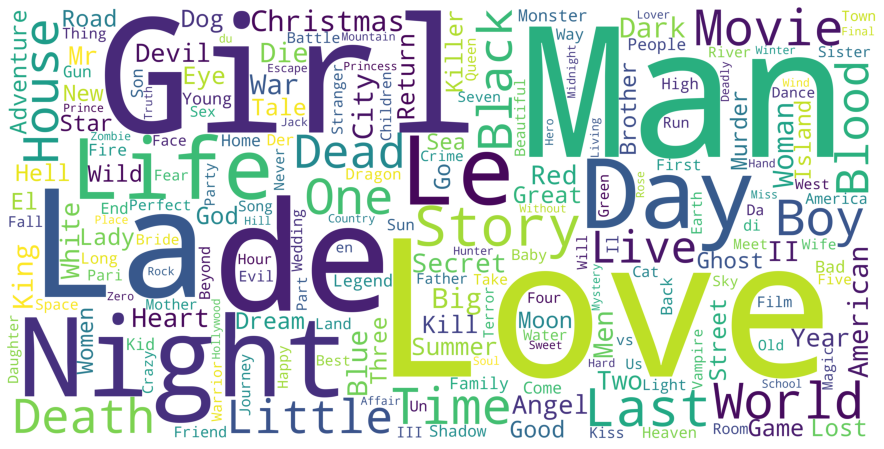 Girl
Man
Love
La
de
Le
Night
Day
Life
Story
Black
House
Movie
Blood
Boy
Dead
One
Time
Last
World
Little
Death
Live
II
Christmas
Dog
Road
Mr
Thing
Gun
New
Star
Devil
Die
Eye
War
Son
du
Battle
Mountain
Escape
Princess
L
City
Return
Killer
Queen
Lover
Monster
Way
People
Dark
Town
Final
Winter
River
Sister
Adventure
Prince
Truth
Young
Sex
Tale
Jack
Stranger
Children
Seven
Beautiful
Hero
Midnight
Living
Brother
High
Run
Deadly
Wind
Dance
Murder
Woman
Island
Zombie
Fire
Face
Home
Der
Never
Party
Crime
Sea
Go
Hell
Wild
Fear
Dragon
Red
Great
First
Hand
West
America
El
End
Perfect
God
Song
Hill
Country
Without
Green
Rose
Earth
Miss
Da
di
Fall
Place
White
Lady
Bride
Sun
en
Hunter
Will
Il
Meet
Wife
King
Long
Pari
Beyond
Hour
Evil
Part
Wedding
Legend
Secret
Baby
Ghost
Bad
Five
Space
Zero
Rock
Mother
Father
Take
Four
Mystery
Cat
Back
Sky
Film
Daughter
Women
Heart
Dream
Land
Big
Terror
Moon
Water
Men
vs
Us
Vampire
Street
Old
Year
American
Kid
Crazy
Warrior
Hollywood
Journey
Happy
Best
Blue
Three
Kill
Summer
Soul
Sweet
Hard
Two
Light
Magic
School
Friend
Affair
Un
III
Family
Shadow
Come
Angel
Good
Kiss
Heaven
Room
Game
Lost